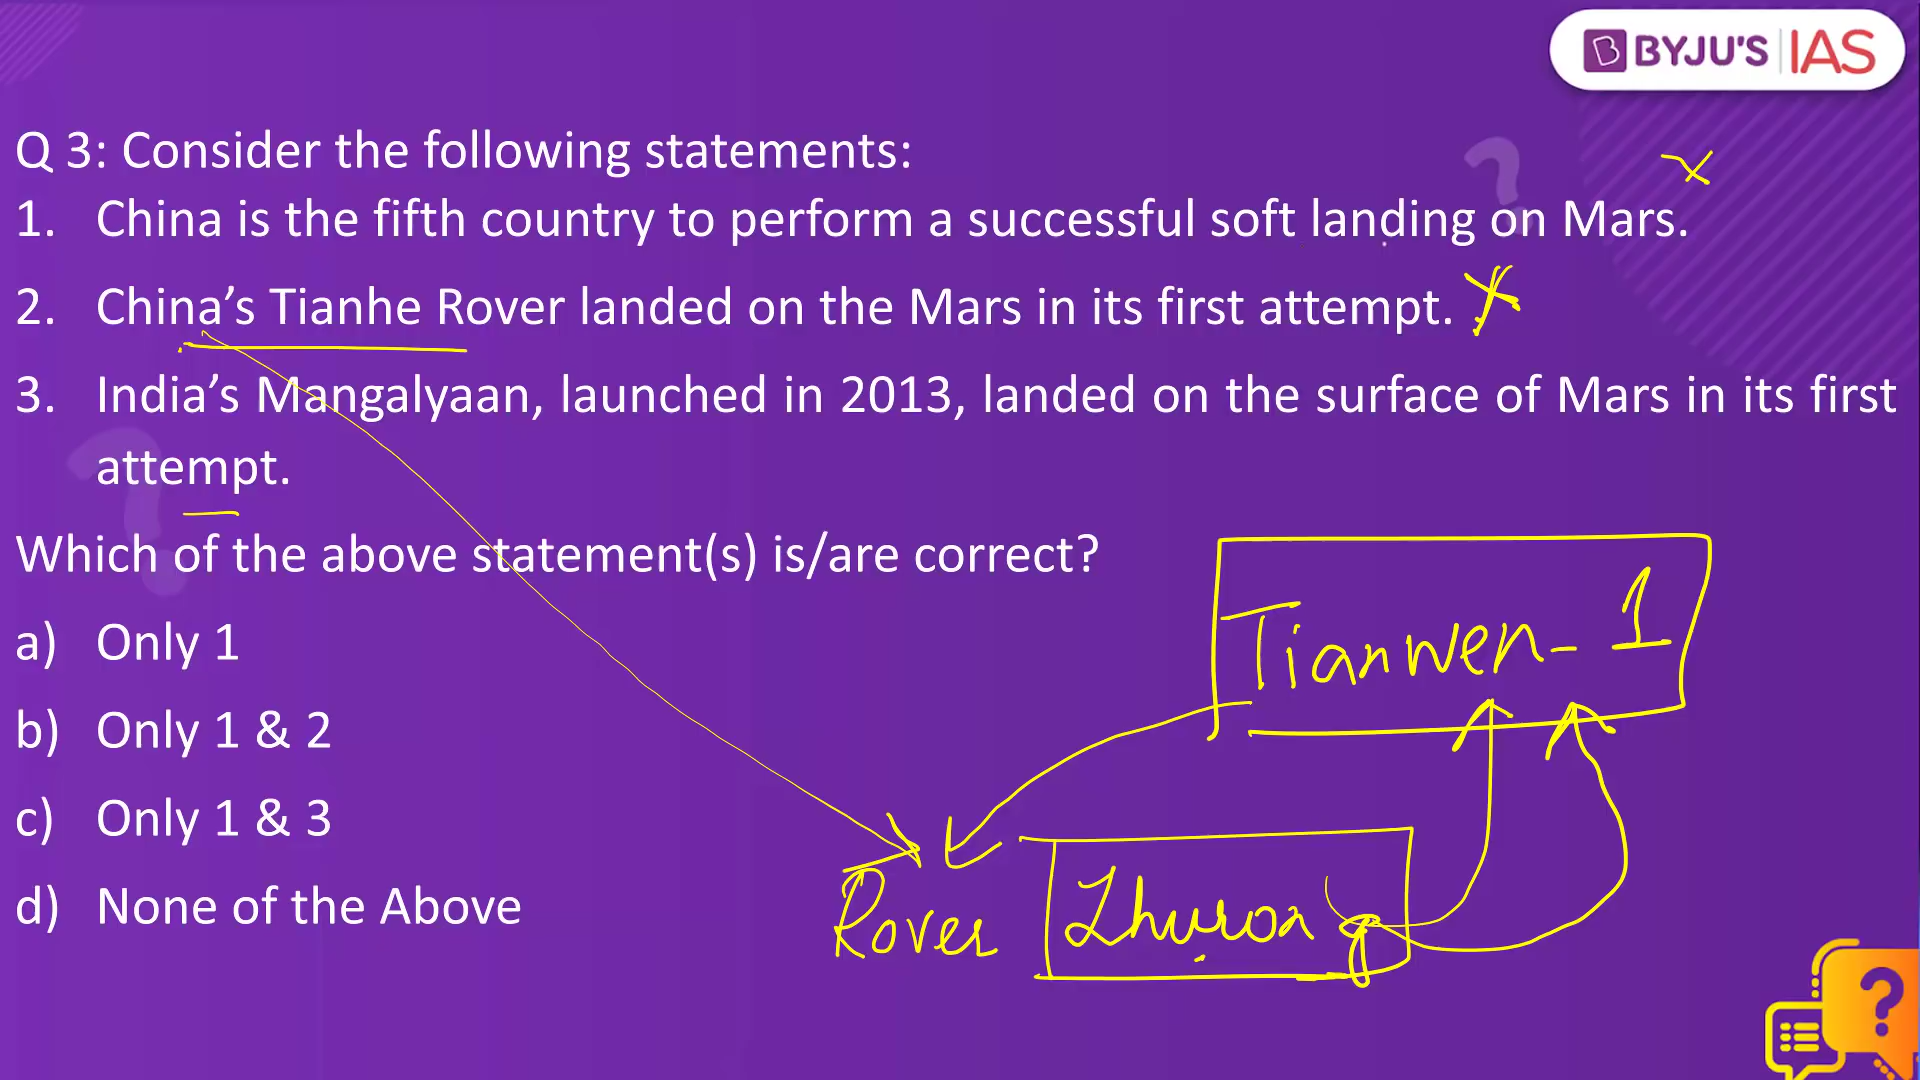 BYJU'S IAS
Q 3: Consider the following statements:
1. China is the fifth country to perform a successful soft landing on Mars.
2. China’s Tianhe Rover landed on the Mars in its first attempt.
3. India’s Mangalyaan, launched in 2013, landed on the surface of Mars in its first
attempt.
Which of the above statement(s) is/are correct?
Tianwen-1
a) Only 1
b) Only 1 & 2
c) Only 1 & 3
d) None of the Above
Rover Zhurong